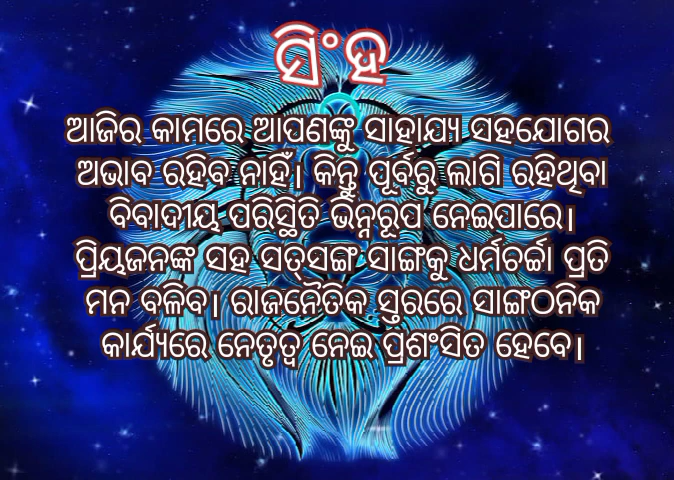 ସିଂହ
ଆଜିର କାମରେ ଆପଣଙ୍କୁ ସାହାଯ୍ୟ ସହଯୋଗର
ଅଭାବ ରହିବ ନାହିଁ। କିନ୍ତୁ ପୂର୍ବରୁ ଲାଗି ରହିଥିବା
ବିବାଦୀୟ ପରିସ୍ଥିତି ଭିନ୍ନରୂପ ନେଇପାରେ।
ପ୍ରିୟଜନଙ୍କ ସହ ସତ୍‌ସଙ୍ଗ ସାଙ୍ଗକୁ ଧର୍ମଚର୍ଚ୍ଚା ପ୍ରତି
ମନ ବଳିବ। ରାଜନୈତିକ ସ୍ତରରେ ସାଙ୍ଗଠନିକ
କାର୍ଯ୍ୟରେ ନେତୃତ୍ୱ ନେଇ ପ୍ରଶଂସିତ ହେବେ।